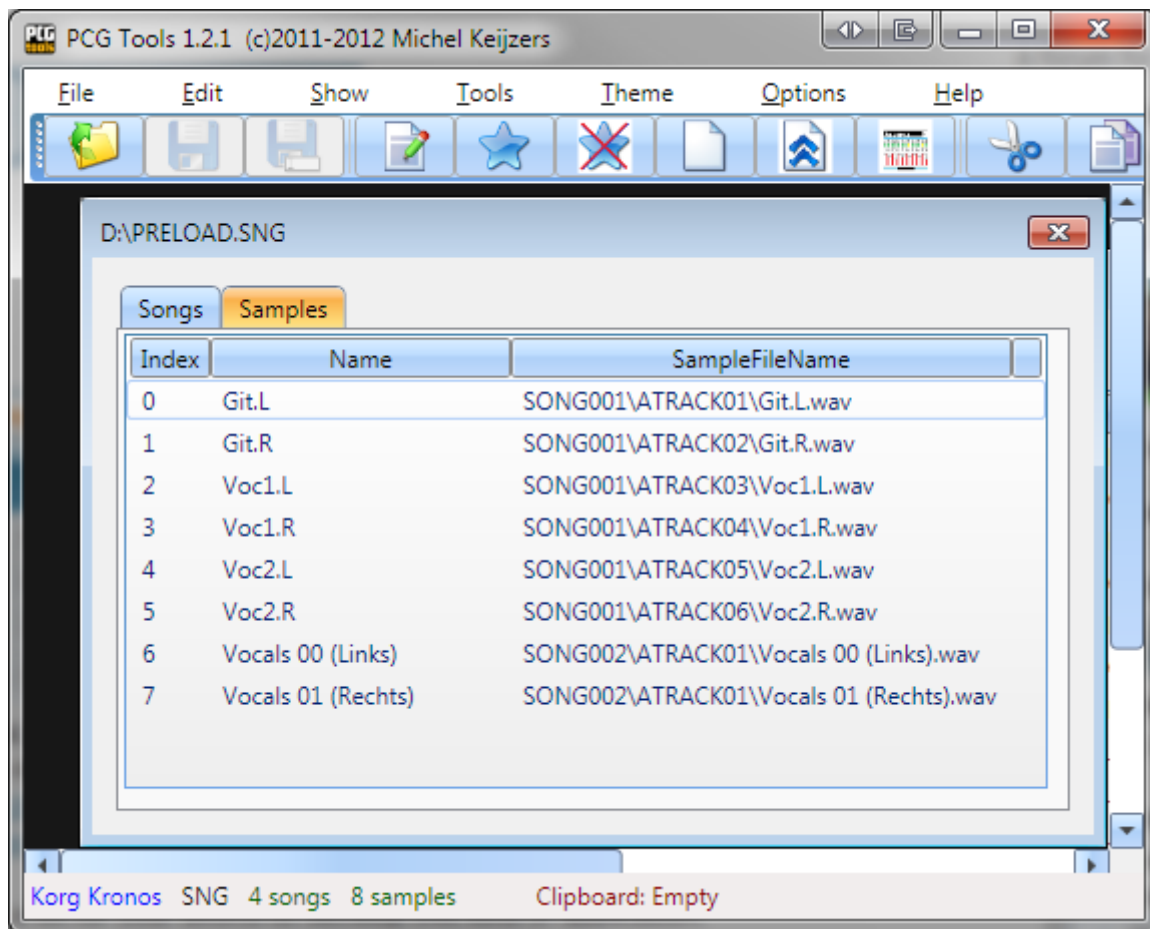 PCG Tools 1.2.1 (c)2011-2012 Michel Keijzers
File Edit Show Tools Theme Options Help
D:\PRELOAD.SNG
Songs Samples
Index Name SampleFileName
0 Git.L SONG001\ATRACK01\Git.L.wav
1 Git.R SONG001\ATRACK02\Git.R.wav
2 Voc1.L SONG001\ATRACK03\Voc1.L.wav
3 Voc1.R SONG001\ATRACK04\Voc1.R.wav
4 Voc2.L SONG001\ATRACK05\Voc2.L.wav
5 Voc2.R SONG001\ATRACK06\Voc2.R.wav
6 Vocals 00 (Links) SONG002\ATRACK01\Vocals 00 (Links).wav
7 Vocals 01 (Rechts) SONG002\ATRACK01\Vocals 01 (Rechts).wav
Korg Kronos SNG 4 songs 8 samples Clipboard: Empty